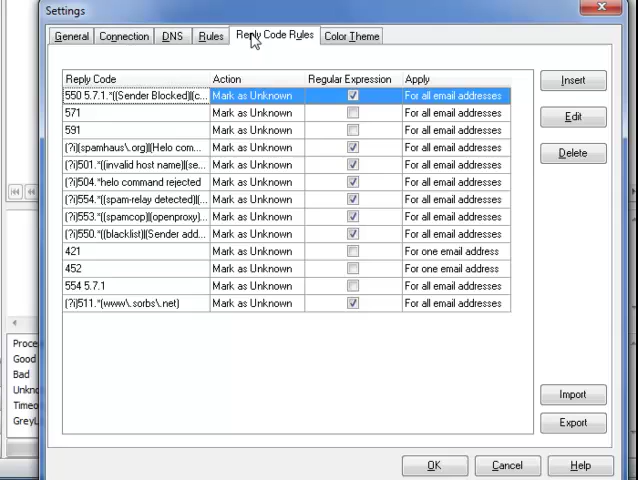 Settings
General Connection DNS Rules Reply Code Rules Color Theme
Reply Code Action Regular Expression Apply
550 5.7.1.*((Sender Blocked)|(c... Mark as Unknown For all email addresses
571 Mark as Unknown For all email addresses
591 Mark as Unknown For all email addresses
(?i)(spamhaus\.org)|(Helo com... Mark as Unknown For all email addresses
(?i)501.*((invalid host name)|(se... Mark as Unknown For all email addresses
(?i)504.*helo command rejected Mark as Unknown For all email addresses
(?i)554.*((spam-relay detected)|(... Mark as Unknown For all email addresses
(?i)553.*((spamcop)|(openproxy)... Mark as Unknown For all email addresses
(?i)550.*((blacklist)|(Sender add... Mark as Unknown For all email addresses
421 Mark as Unknown For one email address
452 Mark as Unknown For one email address
554 5.7.1 Mark as Unknown For all email addresses
(?i)511.*(www\.sorbs\.net) Mark as Unknown For all email addresses
Insert
Edit
Delete
Import
Export
OK Cancel Help
Proce
Good
Bad
Unkno
Timeo
GreyL